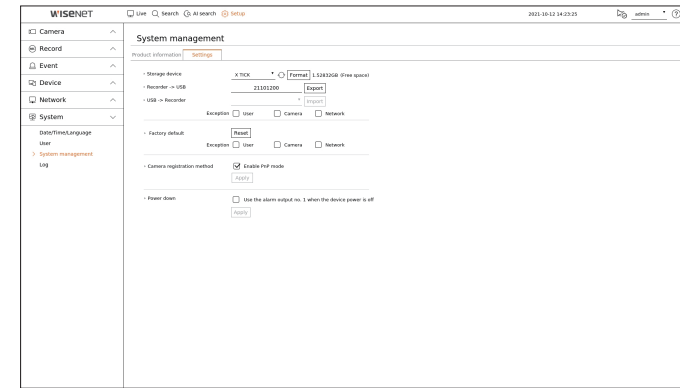 WISENET
Live Search AI search Setup 2021-10-12 14:23:25 admin ?
Camera
Record
Event
Device
Network
System
Date/Time/Language
User
> System management
Log
System management
Product information Settings
• Storage device X TICK Format 1.52832GB (Free space)
• Recorder -> USB 21101200 Export
• USB -> Recorder Import
Exception User Camera Network
• Factory default Reset
Exception User Camera Network
• Camera registration method Enable PnP mode
Apply
• Power down Use the alarm output no. 1 when the device power is off
Apply